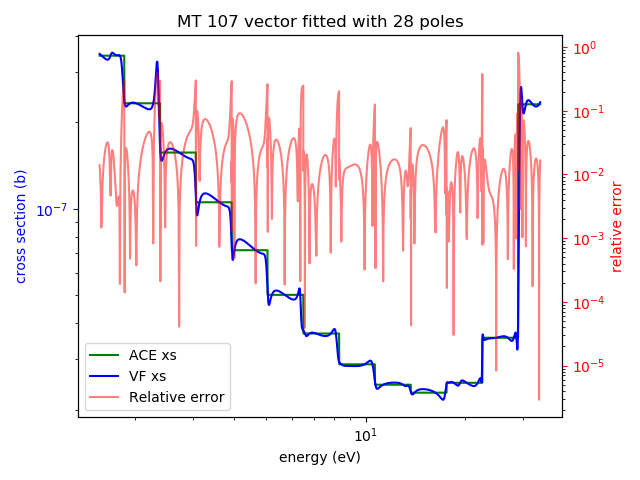 MT 107 vector fitted with 28 poles
cross section (b)
10⁻⁷
10⁰
10⁻¹
10⁻²
10⁻³
10⁻⁴
10⁻⁵
relative error
ACE xs
VF xs
Relative error
10¹
energy (eV)